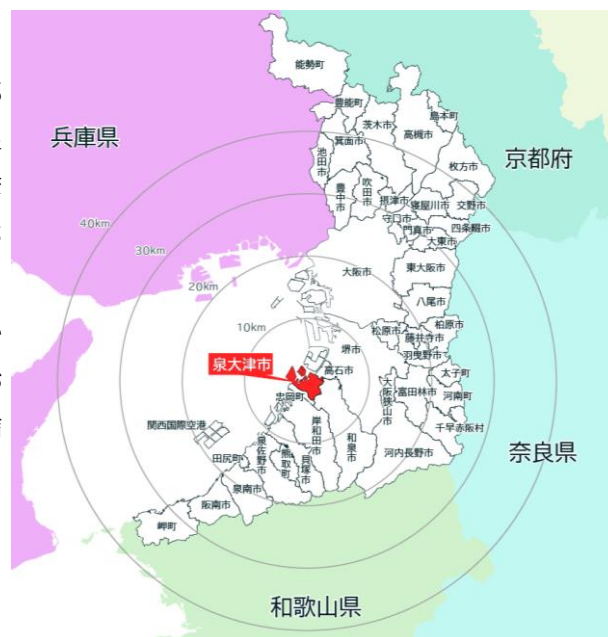 能勢町
豊能町
島本町
茨木市
高槻市
兵庫県
箕面市
池田市
京都府
枚方市
吹田市
豊中市
摂津市
寝屋川市
交野市
守口市
40km
門真市
四条畷市
大東市
30km
大阪市
東大阪市
20km
八尾市
10km
松原市
柏原市
藤井寺市
堺市
羽曳野市
泉大津市
高石市
太子町
大阪狭山市
富田林市
河南町
忠岡町
千早赤阪村
岸和田市
和泉市
関西国際空港
河内長野市
奈良県
泉佐野市
熊取町
貝塚市
田尻町
泉南市
阪南市
岬町
和歌山県